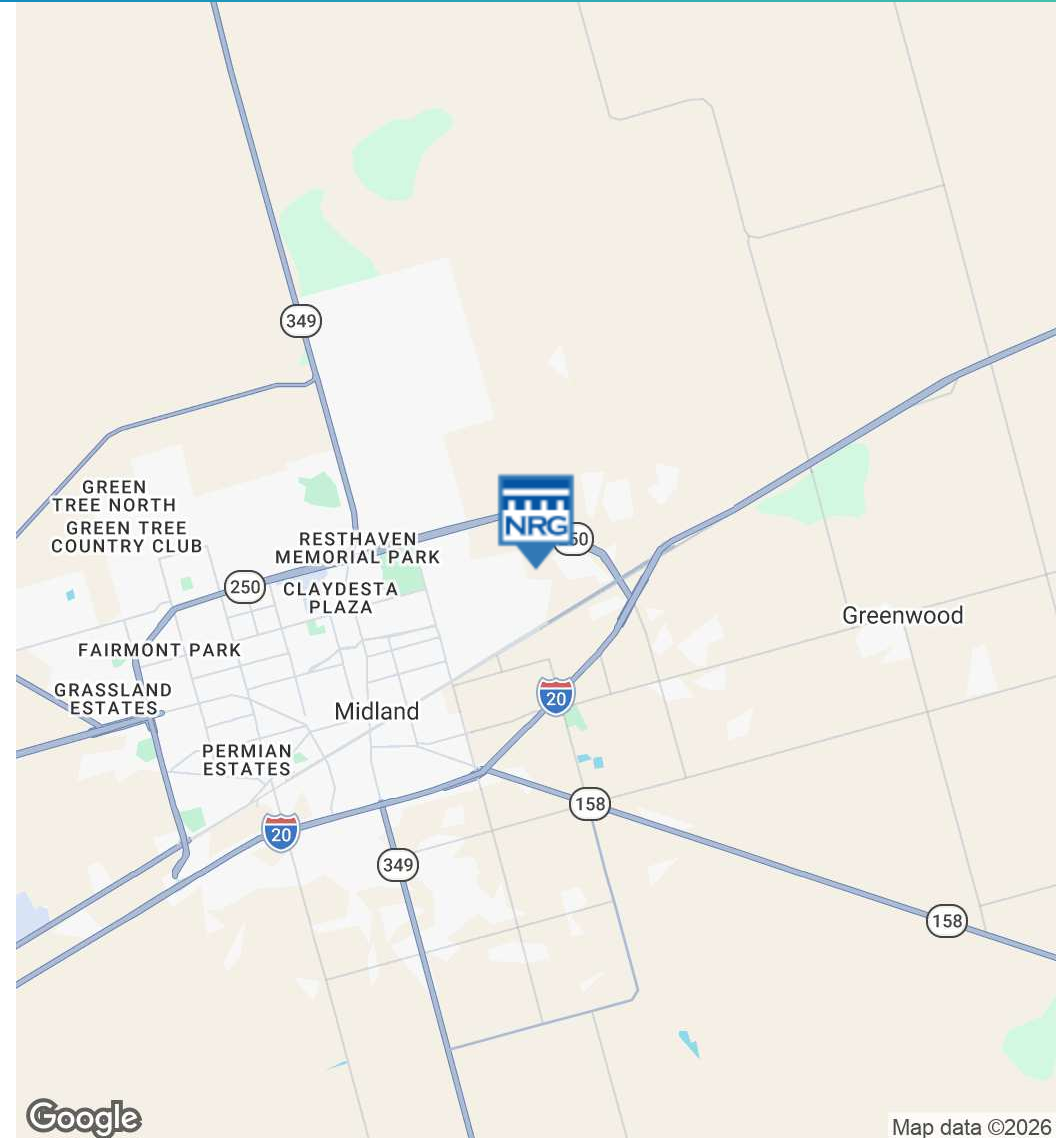 349
GREEN
TREE NORTH
GREEN TREE
COUNTRY CLUB
NRG
50
RESTHAVEN
MEMORIAL PARK
250
CLAYDESTA
PLAZA
Greenwood
FAIRMONT PARK
GRASSLAND
ESTATES
20
Midland
PERMIAN
ESTATES
158
20
349
158
Google
Map data ©2026